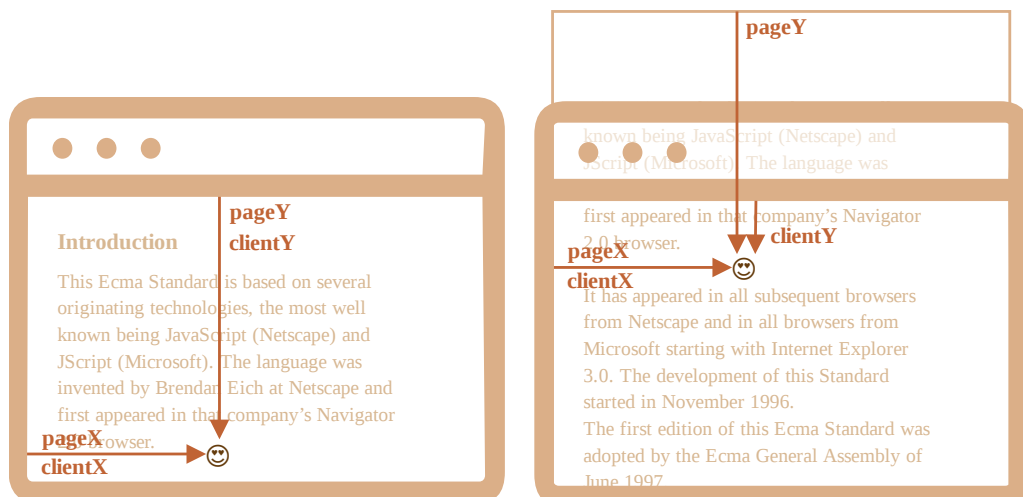 pageY
clientY
Introduction
This Ecma Standard is based on several
originating technologies, the most well
known being JavaScript (Netscape) and
JScript (Microsoft). The language was
invented by Brendan Eich at Netscape and
first appeared in that company’s Navigator
2.0 browser.
pageX
clientX
pageY
known being JavaScript (Netscape) and
JScript (Microsoft). The language was
first appeared in that company’s Navigator
2.0 browser.
clientY
pageX
clientX
It has appeared in all subsequent browsers
from Netscape and in all browsers from
Microsoft starting with Internet Explorer
3.0. The development of this Standard
started in November 1996.
The first edition of this Ecma Standard was
adopted by the Ecma General Assembly of
June 1997